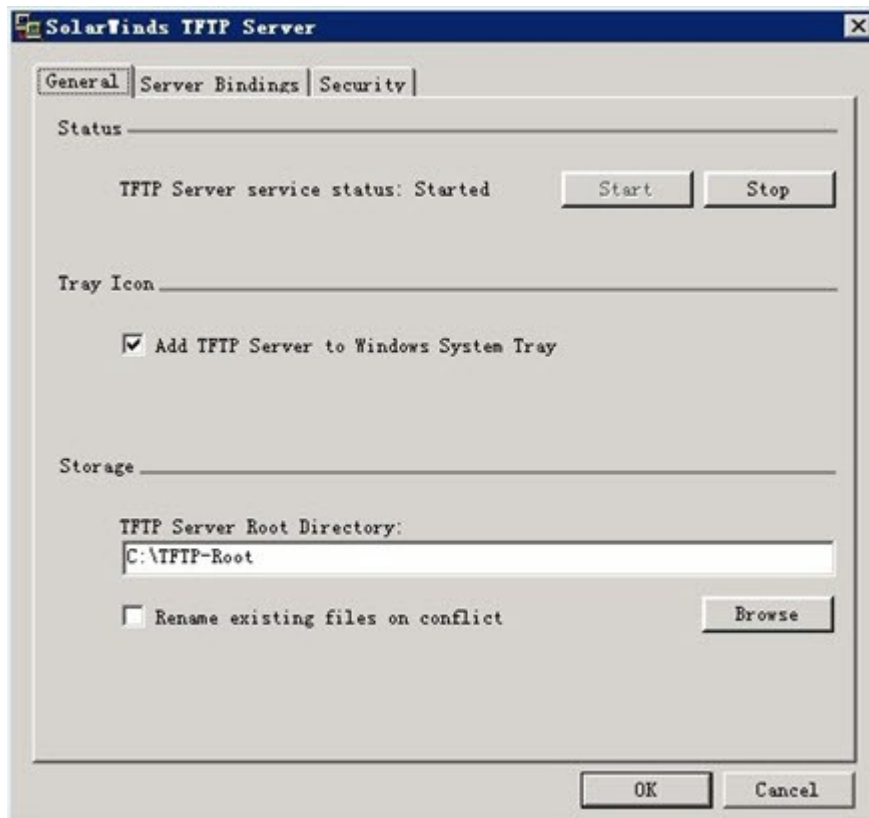 SolarWinds TFTP Server
General Server Bindings Security
Status
TFTP Server service status: Started Start Stop
Tray Icon
Add TFTP Server to Windows System Tray
Storage
TFTP Server Root Directory:
C:\TFTP-Root
Rename existing files on conflict Browse
OK Cancel